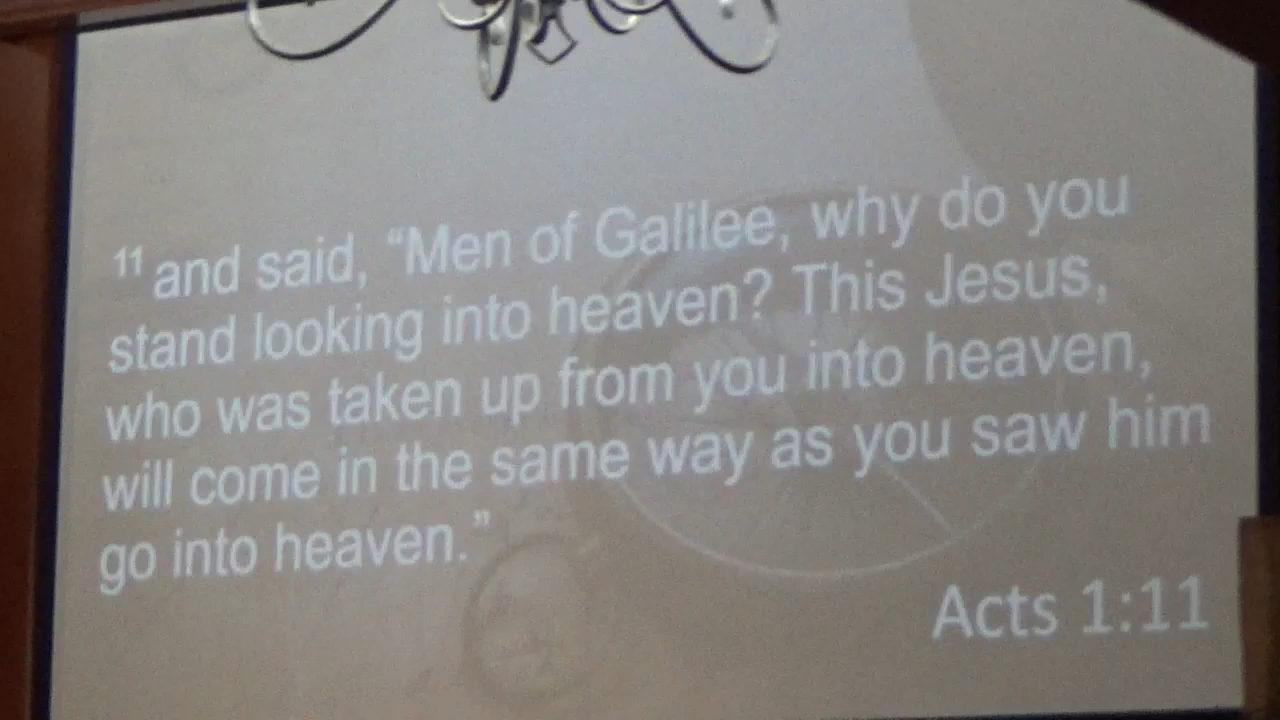 ¹¹ and said, “Men of Galilee, why do you
stand looking into heaven? This Jesus,
who was taken up from you into heaven,
will come in the same way as you saw him
go into heaven.”
Acts 1:11